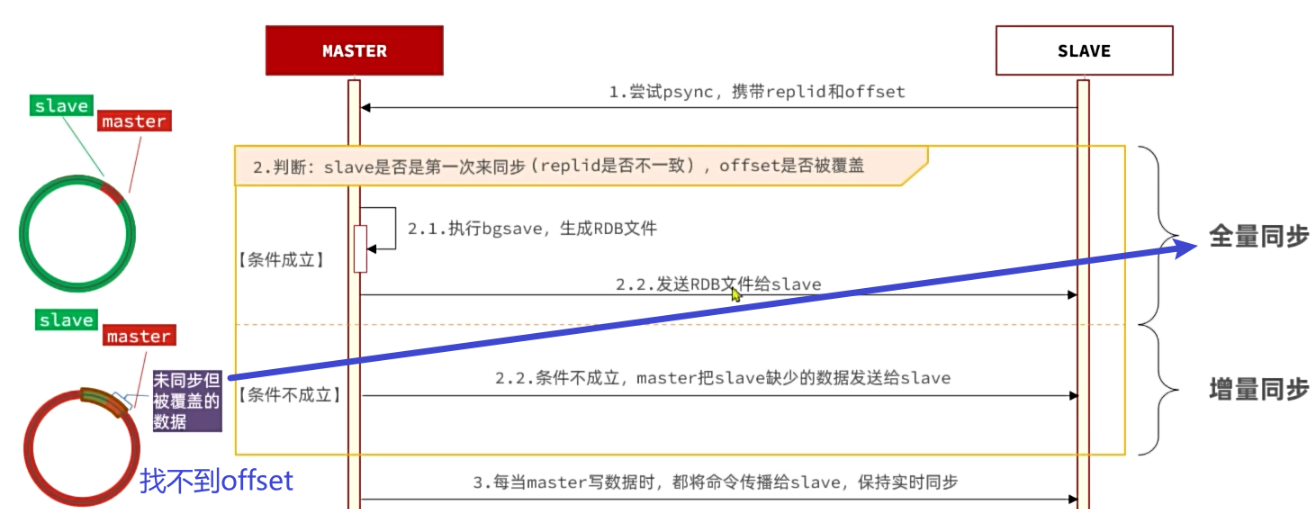 MASTER
SLAVE
1.尝试psync，携带replid和offset
slave
master
2.判断：slave是否是第一次来同步（replid是否不一致），offset是否被覆盖
2.1.执行bgsave，生成RDB文件
全量同步
【条件成立】
2.2.发送RDB文件给slave
slave
master
未同步但
被覆盖的
数据
【条件不成立】
2.2.条件不成立，master把slave缺少的数据发送给slave
增量同步
找不到offset
3.每当master写数据时，都将命令传播给slave，保持实时同步